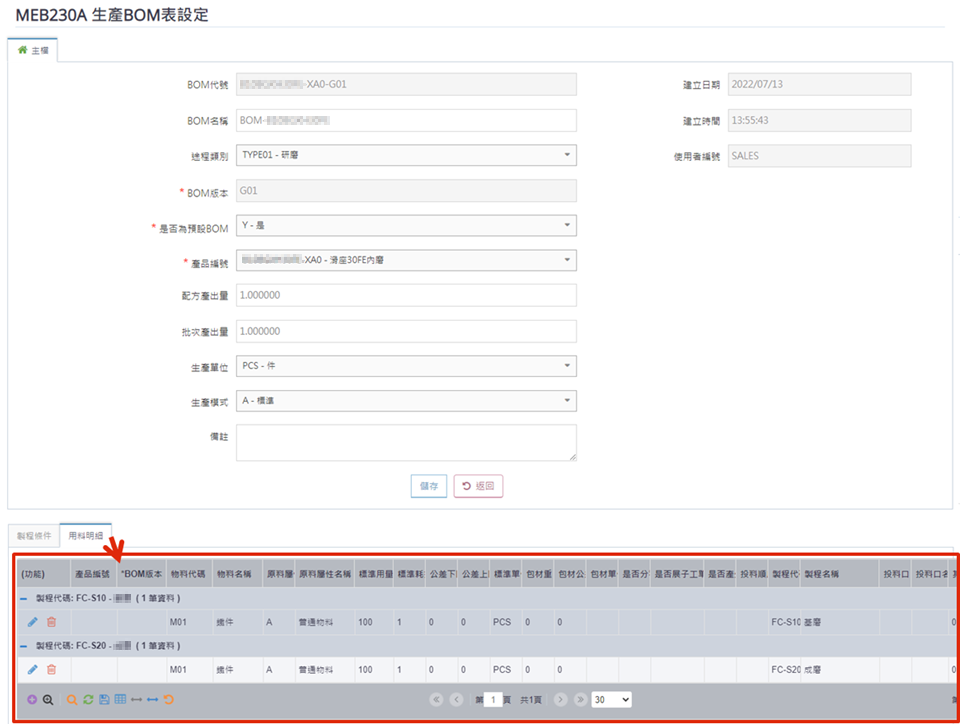 MEB230A 生產BOM表設定
主檔
BOM代號 -XA0-G01 建立日期 2022/07/13
BOM名稱 BOM- 建立時間 13:55:43
途程類別 TYPE01 - 研磨 使用者編號 SALES
* BOM版本 G01
* 是否為預設BOM Y - 是
* 產品編號 -XA0 - 滑座30FE內磨
配方產出量 1.000000
批次產出量 1.000000
生產單位 PCS - 件
生產模式 A - 標準
備註
儲存 返回
製程條件 用料明細
(功能) 產品編號 *BOM版本 物料代碼 物料名稱 原料屬 原料屬性名稱 標準用量 標準耗 公差下 公差上 標準單 包材重 包材公 包材單 是否分 是否展子工單 是否產 投料順 製程代 製程名稱 投料口 投料口名
製程代碼: FC-S10 - ( 1 筆資料 )
M01 鑄件 A 普通物料 100 1 0 0 PCS 0 0 FC-S10 基磨 0
製程代碼: FC-S20 - ( 1 筆資料 )
M01 鑄件 A 普通物料 100 1 0 0 PCS 0 0 FC-S20 成磨 0
第 1 頁 共1頁 30 第